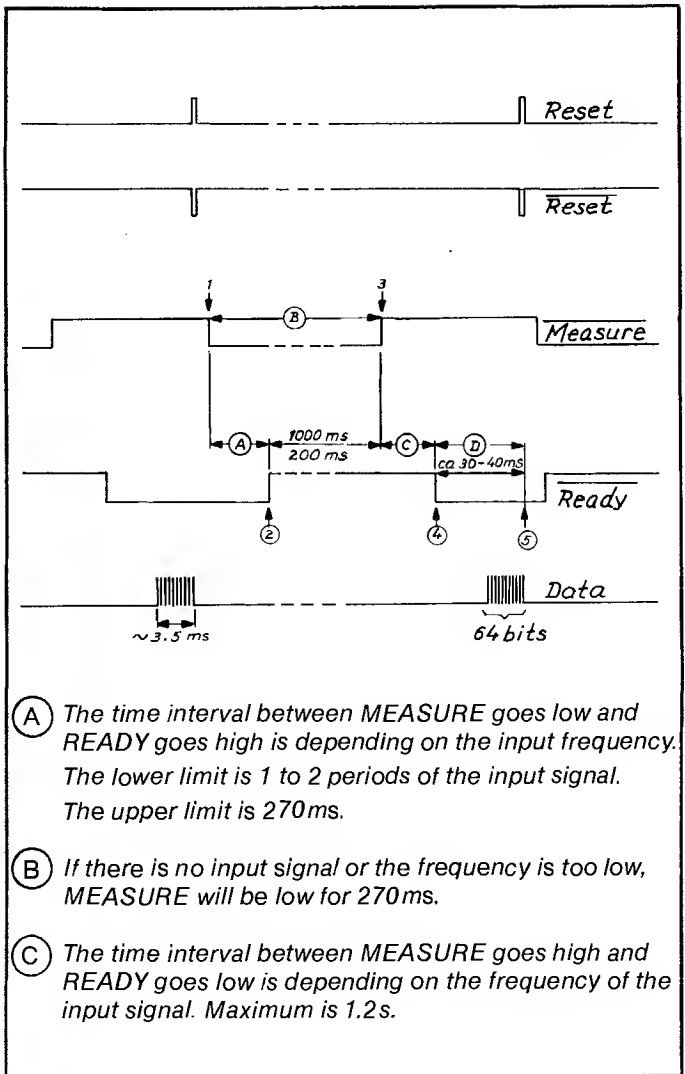 Reset
Reset
1
3
B
Measure
A
1000 ms
200 ms
C
D
ca 30-40ms
Ready
2
4
5
Data
~3.5 ms
64 bits
A The time interval between MEASURE goes low and
READY goes high is depending on the input frequency.
The lower limit is 1 to 2 periods of the input signal.
The upper limit is 270ms.
B If there is no input signal or the frequency is too low,
MEASURE will be low for 270ms.
C The time interval between MEASURE goes high and
READY goes low is depending on the frequency of the
input signal. Maximum is 1.2s.